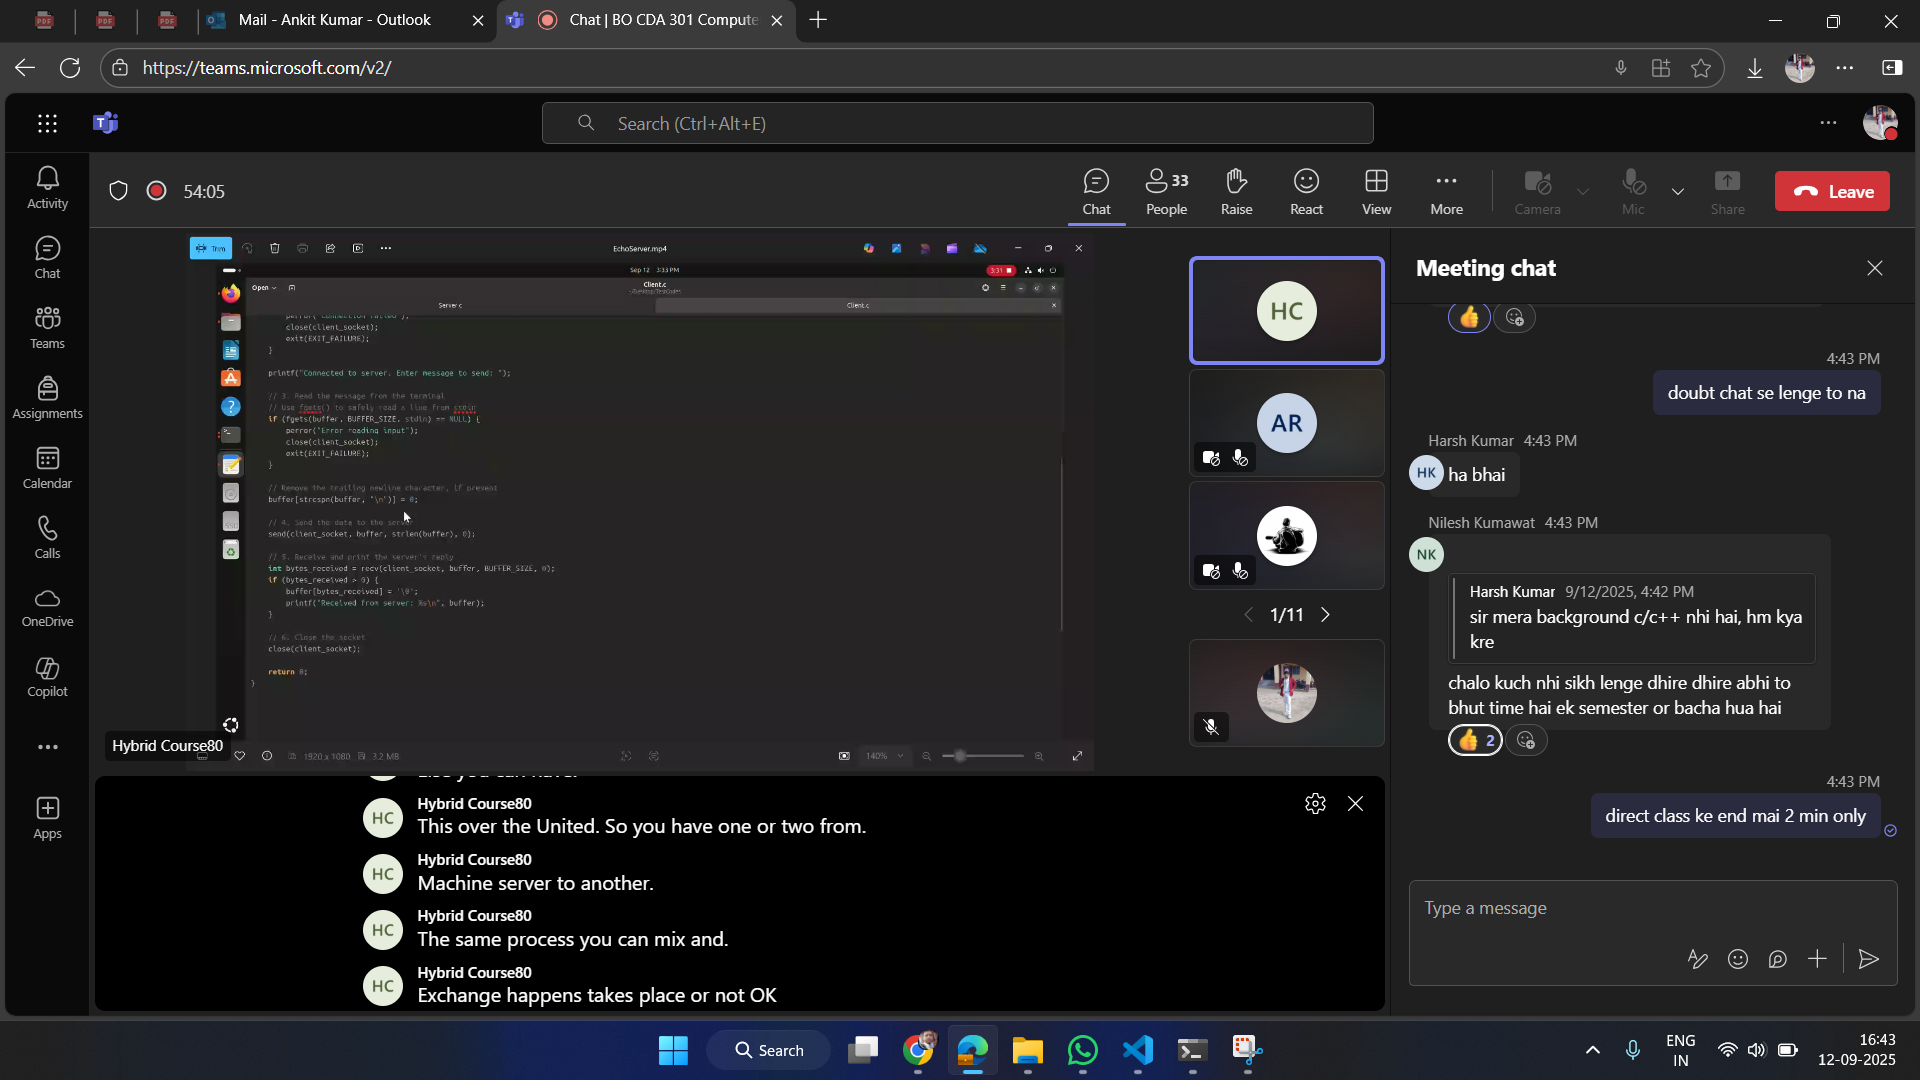 Mail - Ankit Kumar - Outlook
Chat | BO CDA 301 Compute
https://teams.microsoft.com/v2/
Search (Ctrl+Alt+E)
54:05
Chat
33
People
Raise
React
View
More
Camera
Mic
Share
Leave
Activity
Chat
Teams
Assignments
Calendar
Calls
OneDrive
Copilot
Apps
Trim
EchoServer.mp4
Sep 12 3:33 PM
3:31
Open
Client.c
~/Desktop/TestCodes
Server.c
Client.c
perror("Connection failed");
close(client_socket);
exit(EXIT_FAILURE);
}
printf("Connected to server. Enter message to send: ");
// 3. Read the message from the terminal
// Use fgets() to safely read a line from stdin
if (fgets(buffer, BUFFER_SIZE, stdin) == NULL) {
perror("Error reading input");
close(client_socket);
exit(EXIT_FAILURE);
}
// Remove the trailing newline character, if present
buffer[strcspn(buffer, "\n")] = 0;
// 4. Send the data to the server
send(client_socket, buffer, strlen(buffer), 0);
// 5. Receive and print the server's reply
int bytes_received = recv(client_socket, buffer, BUFFER_SIZE, 0);
if (bytes_received > 0) {
buffer[bytes_received] = '\0';
printf("Received from server: %s\n", buffer);
}
// 6. Close the socket
close(client_socket);
return 0;
}
Hybrid Course80
1920 x 1080
3.2 MB
140%
HC
AR
1/11
Meeting chat
4:43 PM
doubt chat se lenge to na
Harsh Kumar 4:43 PM
HK
ha bhai
Nilesh Kumawat 4:43 PM
NK
Harsh Kumar 9/12/2025, 4:42 PM
sir mera background c/c++ nhi hai, hm kya
kre
chalo kuch nhi sikh lenge dhire dhire abhi to
bhut time hai ek semester or bacha hua hai
2
4:43 PM
direct class ke end mai 2 min only
Type a message
Hybrid Course80
HC
This over the United. So you have one or two from.
Hybrid Course80
HC
Machine server to another.
Hybrid Course80
HC
The same process you can mix and.
Hybrid Course80
HC
Exchange happens takes place or not OK
Search
ENG
IN
16:43
12-09-2025